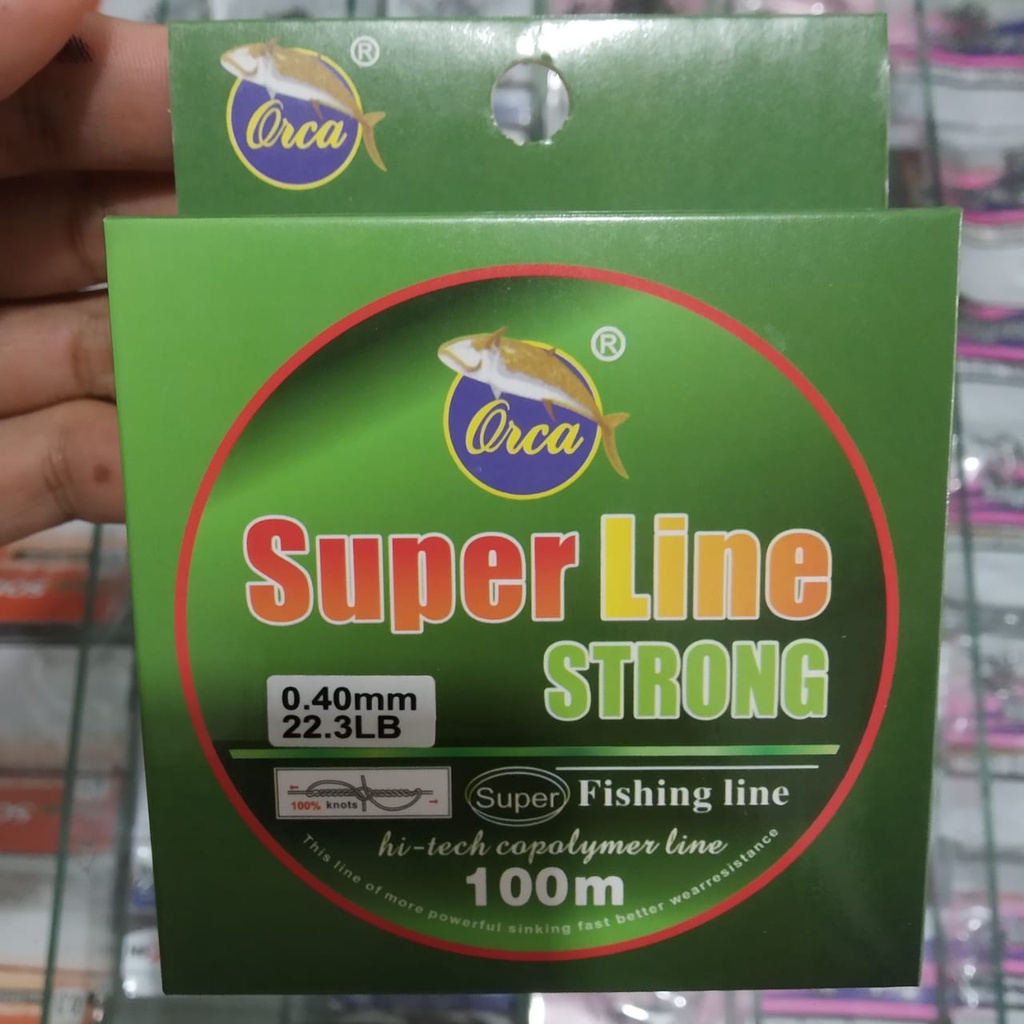 Orca ®
Orca ®
Super Line
STRONG
0.40mm
22.3LB
100% knots
Super Fishing line
hi-tech copolymer line
100m
This line of more powerful sinking fast better wearresistance